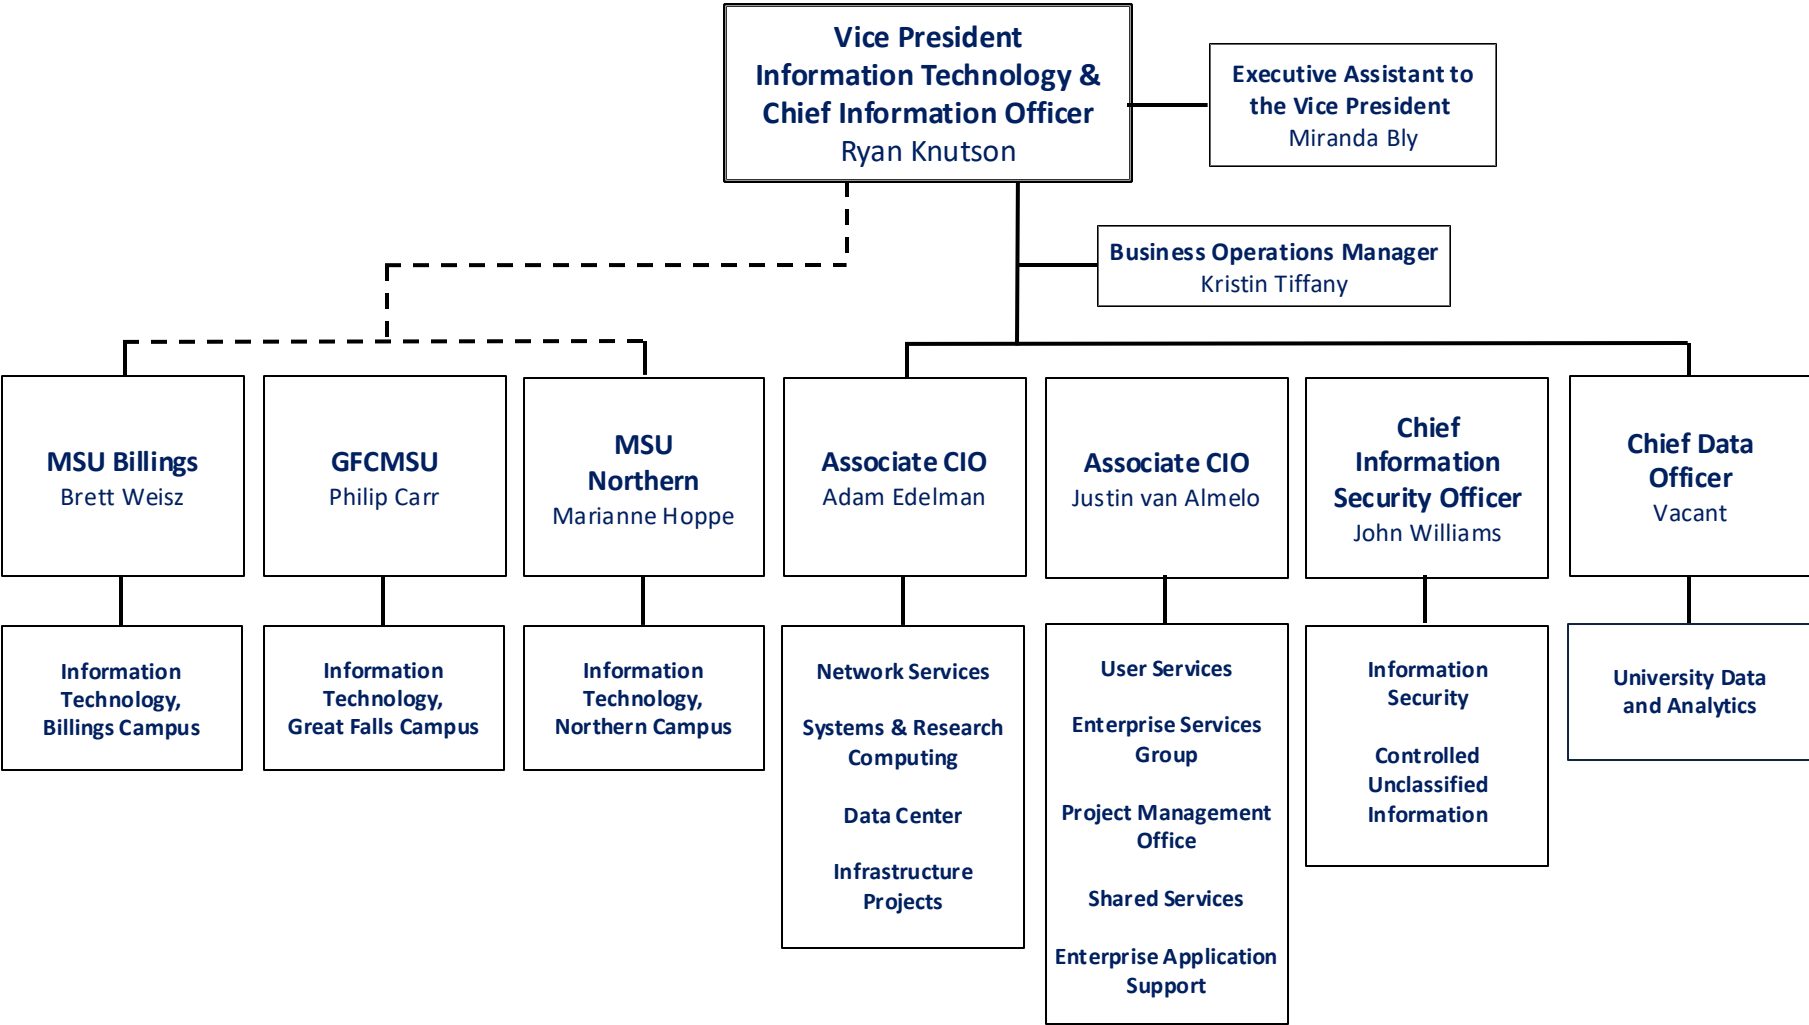 Vice President
Information Technology &
Chief Information Officer
Ryan Knutson
Executive Assistant to
the Vice President
Miranda Bly
Business Operations Manager
Kristin Tiffany
MSU Billings
Brett Weisz
GFCMSU
Philip Carr
MSU
Northern
Marianne Hoppe
Associate CIO
Adam Edelman
Associate CIO
Justin van Almelo
Chief
Information
Security Officer
John Williams
Chief Data
Officer
Vacant
Information
Technology,
Billings Campus
Information
Technology,
Great Falls Campus
Information
Technology,
Northern Campus
Network Services
Systems & Research
Computing
Data Center
Infrastructure
Projects
User Services
Enterprise Services
Group
Project Management
Office
Shared Services
Enterprise Application
Support
Information
Security
Controlled
Unclassified
Information
University Data
and Analytics